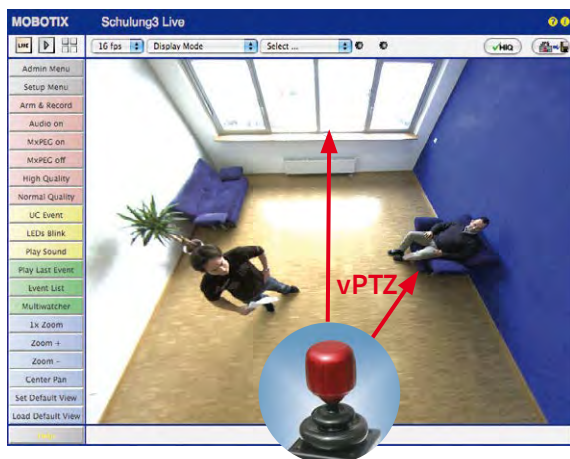 MOBOTIX Schulung3 Live
LIVE 16 fps Display Mode Select ... HiQ
Admin Menu
Setup Menu
Arm & Record
Audio on
MxPEG on
MxPEG off
High Quality
Normal Quality
UC Event
LEDs Blink
Play Sound
Play Last Event
Event List
Multiwatcher
1x Zoom
Zoom +
Zoom −
Center Pan
Set Default View
Load Default View
vPTZ